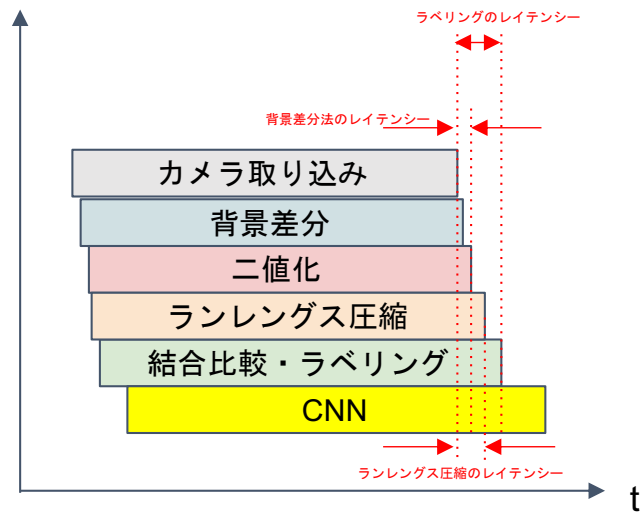 ラベリングのレイテンシー
背景差分法のレイテンシー
カメラ取り込み
背景差分
二値化
ランレングス圧縮
結合比較・ラベリング
CNN
ランレングス圧縮のレイテンシー
t